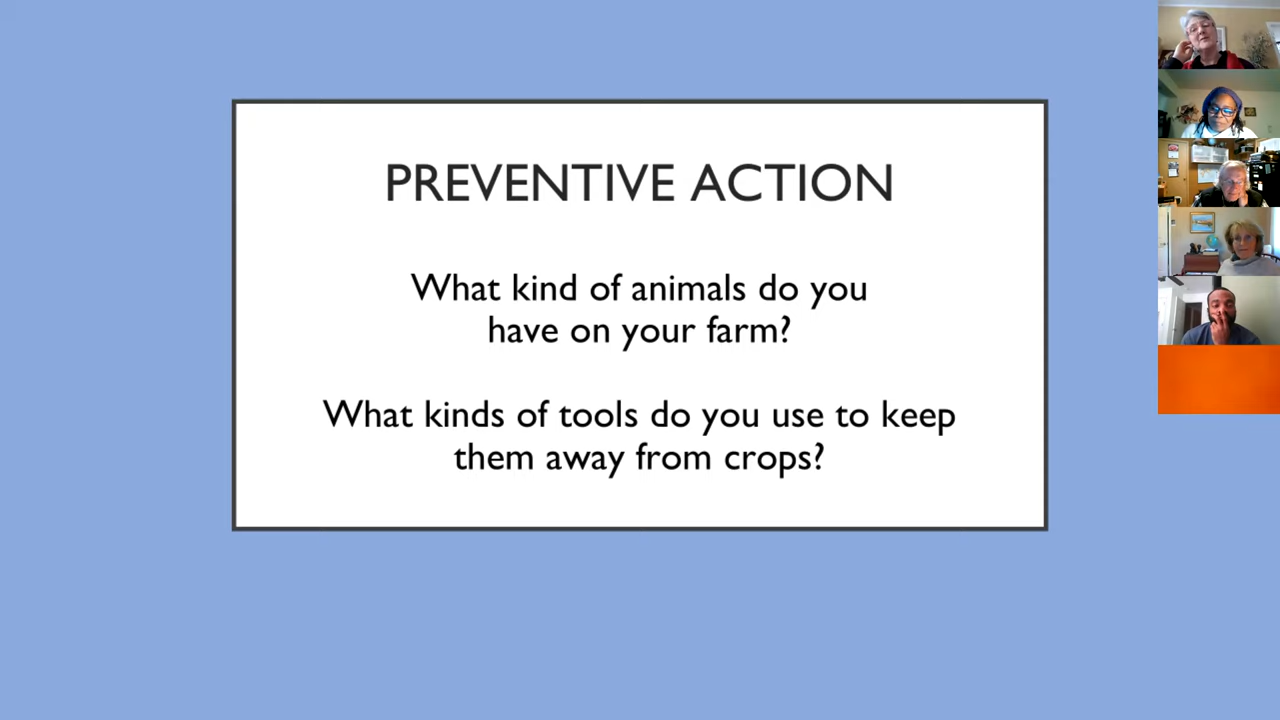 PREVENTIVE ACTION
What kind of animals do you
have on your farm?
What kinds of tools do you use to keep
them away from crops?